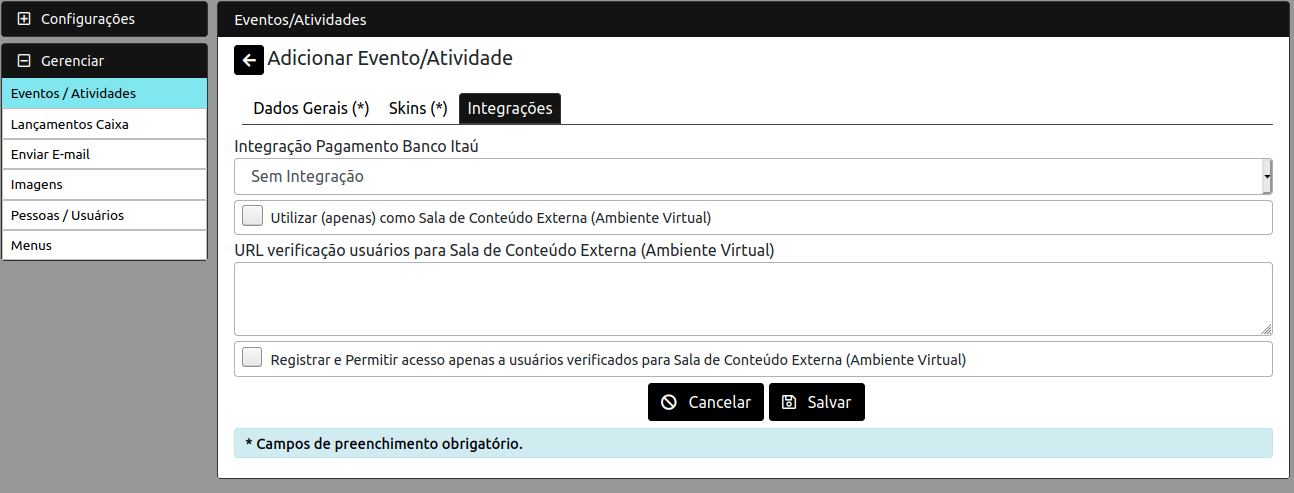 Configurações
Gerenciar
Eventos / Atividades
Lançamentos Caixa
Enviar E-mail
Imagens
Pessoas / Usuários
Menus
Eventos/Atividades
Adicionar Evento/Atividade
Dados Gerais (*) Skins (*) Integrações
Integração Pagamento Banco Itaú
Sem Integração
Utilizar (apenas) como Sala de Conteúdo Externa (Ambiente Virtual)
URL verificação usuários para Sala de Conteúdo Externa (Ambiente Virtual)
Registrar e Permitir acesso apenas a usuários verificados para Sala de Conteúdo Externa (Ambiente Virtual)
Cancelar Salvar
* Campos de preenchimento obrigatório.